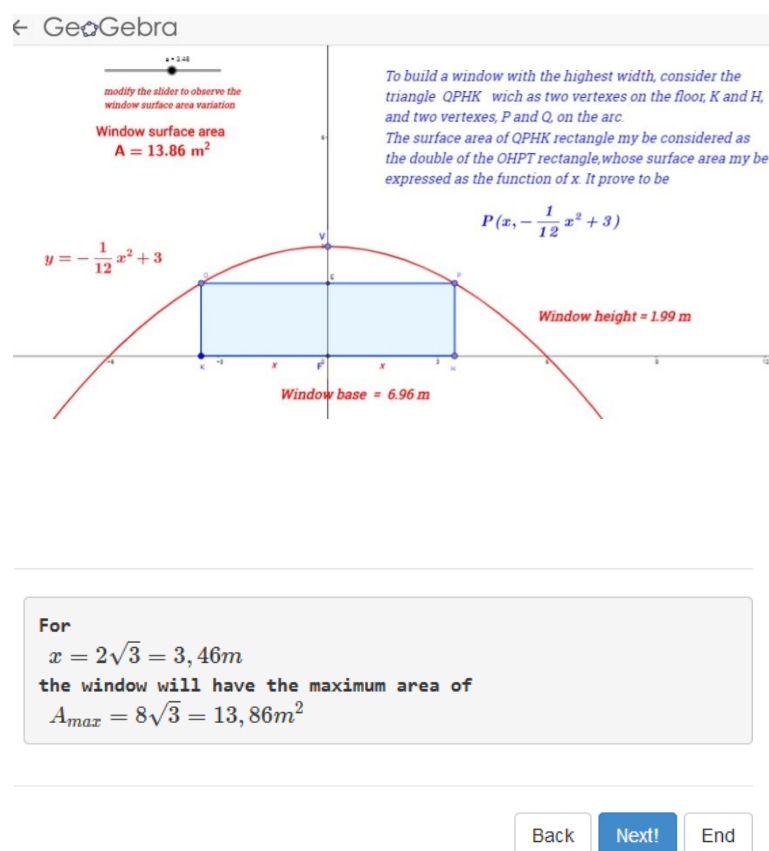 ← GeoGebra
a = 3.48
modify the slider to observe the
window surface area variation
Window surface area
A = 13.86 m²
To build a window with the highest width, consider the
triangle QPHK wich as two vertexes on the floor, K and H,
and two vertexes, P and Q, on the arc.
The surface area of QPHK rectangle my be considered as
the double of the OHPT rectangle,whose surface area my be
expressed as the function of x. It prove to be
P(x, -1/12 x² + 3)
y = -1/12 x² + 3
V
P
Window height = 1.99 m
K
F
H
x
x
Window base = 6.96 m
For
x = 2√3 = 3, 46m
the window will have the maximum area of
Amax = 8√3 = 13, 86m²
Back
Next!
End